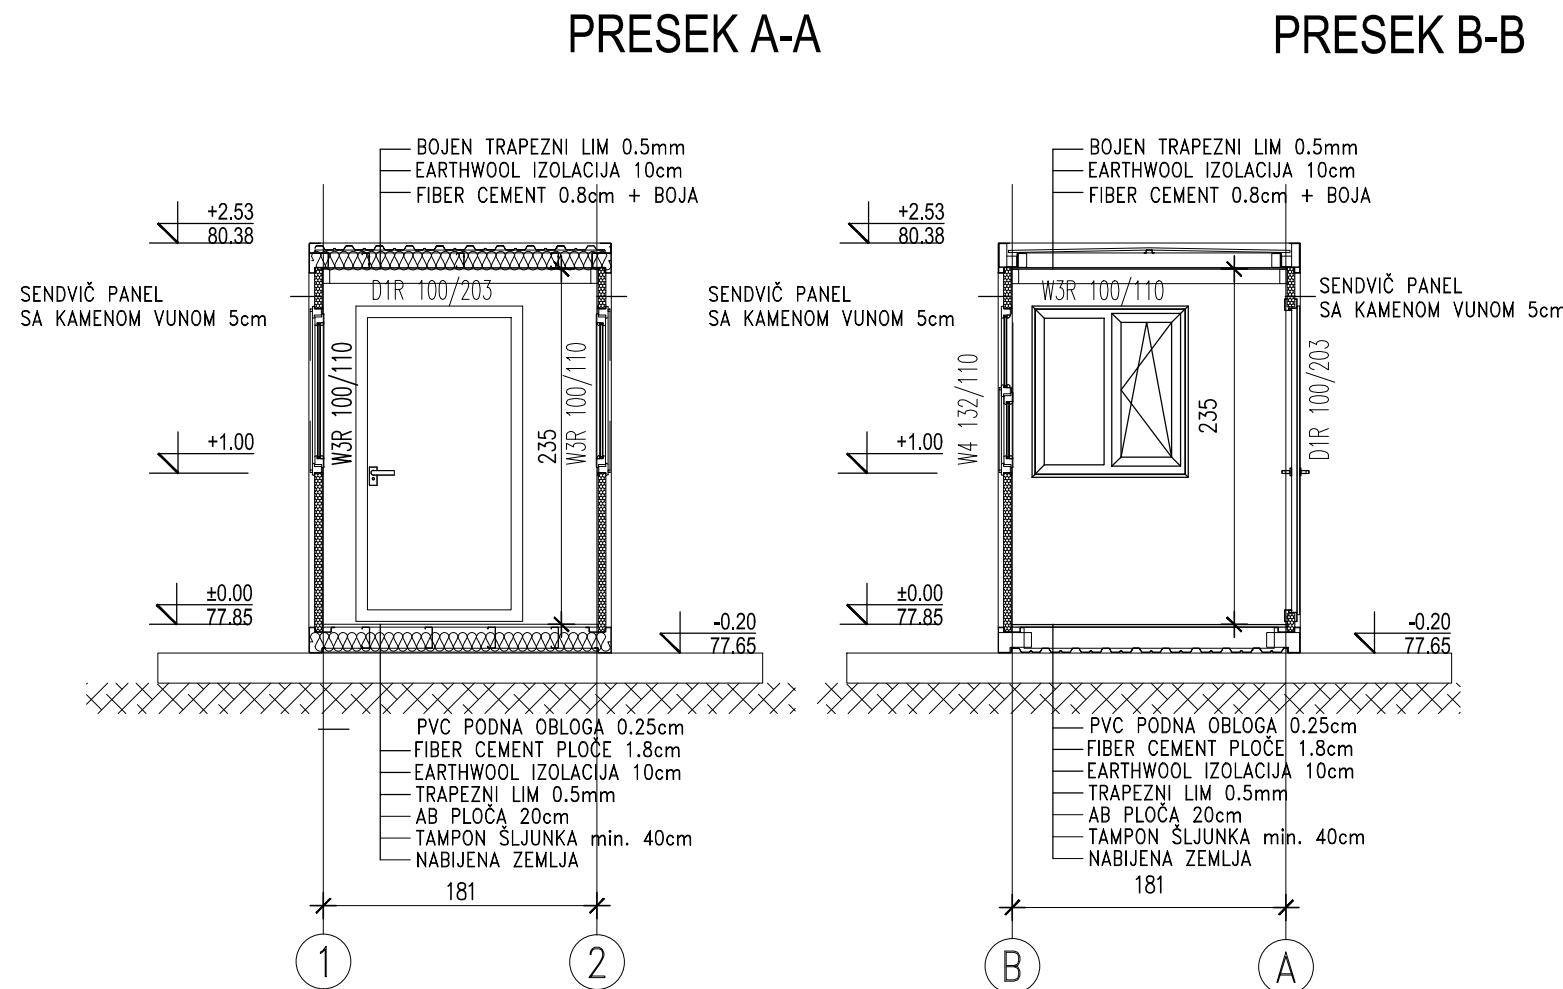 PRESEK A-A
BOJEN TRAPEZNI LIM 0.5mm
EARTHWOOL IZOLACIJA 10cm
FIBER CEMENT 0.8cm + BOJA
+2.53
80.38
SENDVIČ PANEL
SA KAMENOM VUNOM 5cm
D1R 100/203
W3R 100/110
235
W3R 100/110
+1.00
±0.00
77.85
-0.20
77.65
PVC PODNA OBLOGA 0.25cm
FIBER CEMENT PLOČE 1.8cm
EARTHWOOL IZOLACIJA 10cm
TRAPEZNI LIM 0.5mm
AB PLOČA 20cm
TAMPON ŠLJUNKA min. 40cm
NABIJENA ZEMLJA
181
1
2
PRESEK B-B
BOJEN TRAPEZNI LIM 0.5mm
EARTHWOOL IZOLACIJA 10cm
FIBER CEMENT 0.8cm + BOJA
+2.53
80.38
SENDVIČ PANEL
SA KAMENOM VUNOM 5cm
W3R 100/110
SENDVIČ PANEL
SA KAMENOM VUNOM 5cm
W4 132/110
235
D1R 100/203
+1.00
±0.00
77.85
-0.20
77.65
PVC PODNA OBLOGA 0.25cm
FIBER CEMENT PLOČE 1.8cm
EARTHWOOL IZOLACIJA 10cm
TRAPEZNI LIM 0.5mm
AB PLOČA 20cm
TAMPON ŠLJUNKA min. 40cm
NABIJENA ZEMLJA
181
B
A